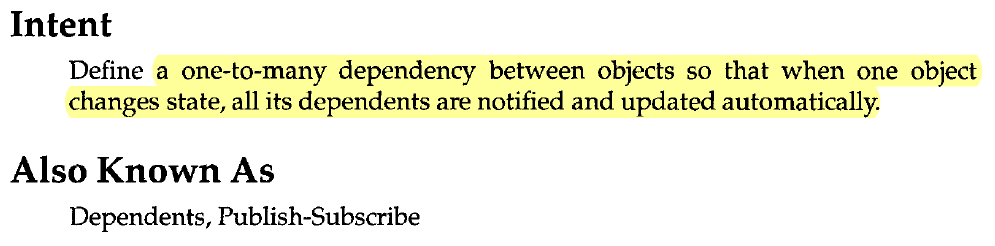 Intent
Define a one-to-many dependency between objects so that when one object
changes state, all its dependents are notified and updated automatically.
Also Known As
Dependents, Publish-Subscribe